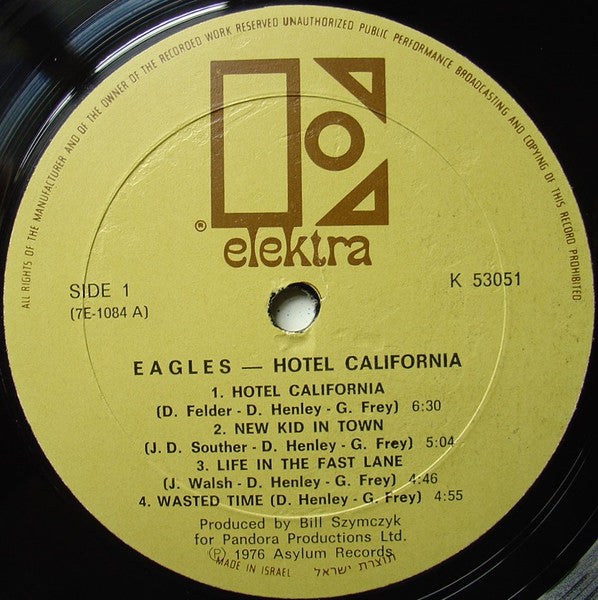 ALL RIGHTS OF THE MANUFACTURER AND OF THE OWNER OF THE RECORDED WORK RESERVED UNAUTHORIZED PUBLIC PERFORMANCE BROADCASTING AND COPYING OF THIS RECORD PROHIBITED
® elektra
SIDE 1
(7E-1084 A)
K 53051
EAGLES — HOTEL CALIFORNIA
1. HOTEL CALIFORNIA
(D. Felder - D. Henley - G. Frey) 6:30
2. NEW KID IN TOWN
(J. D. Souther - D. Henley - G. Frey) 5:04
3. LIFE IN THE FAST LANE
(J. Walsh - D. Henley - G. Frey) 4:46
4. WASTED TIME (D. Henley - G. Frey) 4:55
Produced by Bill Szymczyk
for Pandora Productions Ltd.
℗ 1976 Asylum Records
MADE IN ISRAEL תוצרת ישראל